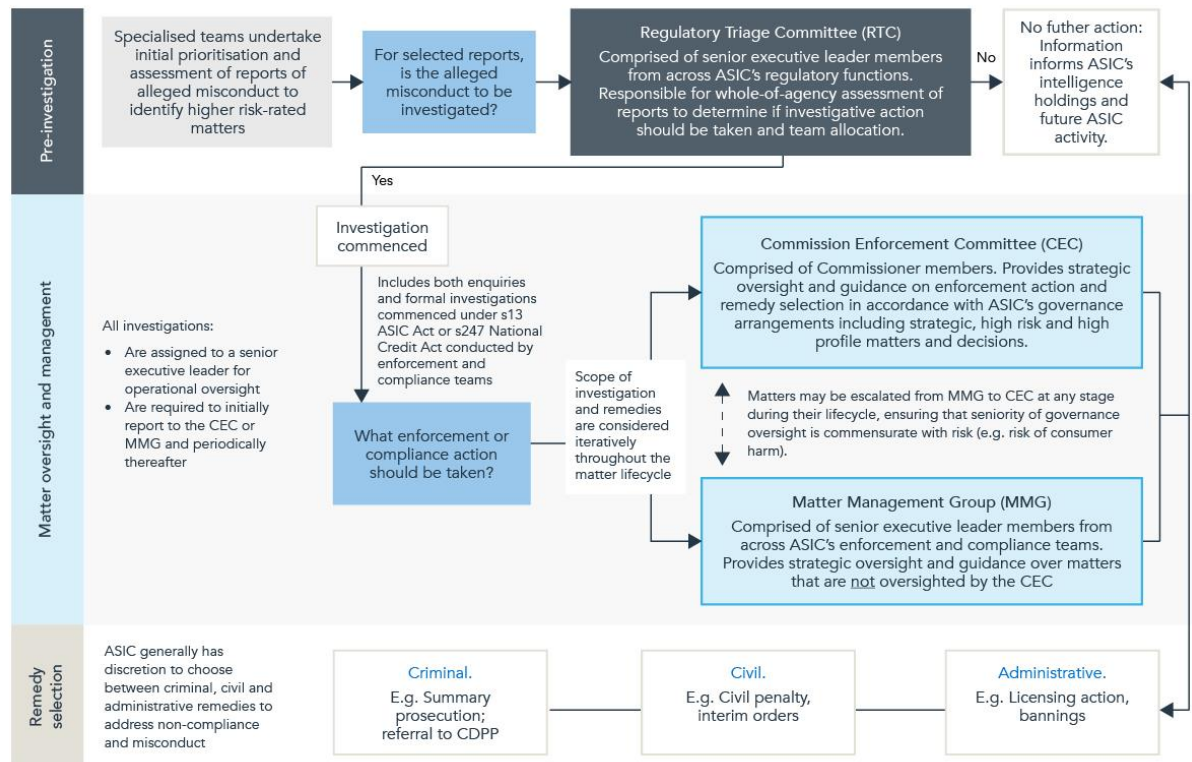 Pre-investigation
Specialised teams undertake
initial prioritisation and
assessment of reports of
alleged misconduct to
identify higher risk-rated
matters
For selected reports,
is the alleged
misconduct to be
investigated?
Regulatory Triage Committee (RTC)
Comprised of senior executive leader members
from across ASIC's regulatory functions.
Responsible for whole-of-agency assessment of
reports to determine if investigative action
should be taken and team allocation.
No
No futher action:
Information
informs ASIC's
intelligence
holdings and
future ASIC
activity.
Yes
Matter oversight and management
Investigation
commenced
Includes both enquiries
and formal investigations
commenced under s13
ASIC Act or s247 National
Credit Act conducted by
enforcement and
compliance teams
All investigations:
• Are assigned to a senior
executive leader for
operational oversight
• Are required to initially
report to the CEC or
MMG and periodically
thereafter
What enforcement or
compliance action
should be taken?
Scope of
investigation
and remedies
are considered
iteratively
throughout the
matter lifecycle
Commission Enforcement Committee (CEC)
Comprised of Commissioner members. Provides strategic
oversight and guidance on enforcement action and
remedy selection in accordance with ASIC's governance
arrangements including strategic, high risk and high
profile matters and decisions.
Matters may be escalated from MMG to CEC at any stage
during their lifecycle, ensuring that seniority of governance
oversight is commensurate with risk (e.g. risk of consumer
harm).
Matter Management Group (MMG)
Comprised of senior executive leader members from
across ASIC's enforcement and compliance teams.
Provides strategic oversight and guidance over matters
that are not oversighted by the CEC
Remedy
selection
ASIC generally has
discretion to choose
between criminal, civil and
administrative remedies to
address non-compliance
and misconduct
Criminal.
E.g. Summary
prosecution;
referral to CDPP
Civil.
E.g. Civil penalty,
interim orders
Administrative.
E.g. Licensing action,
bannings